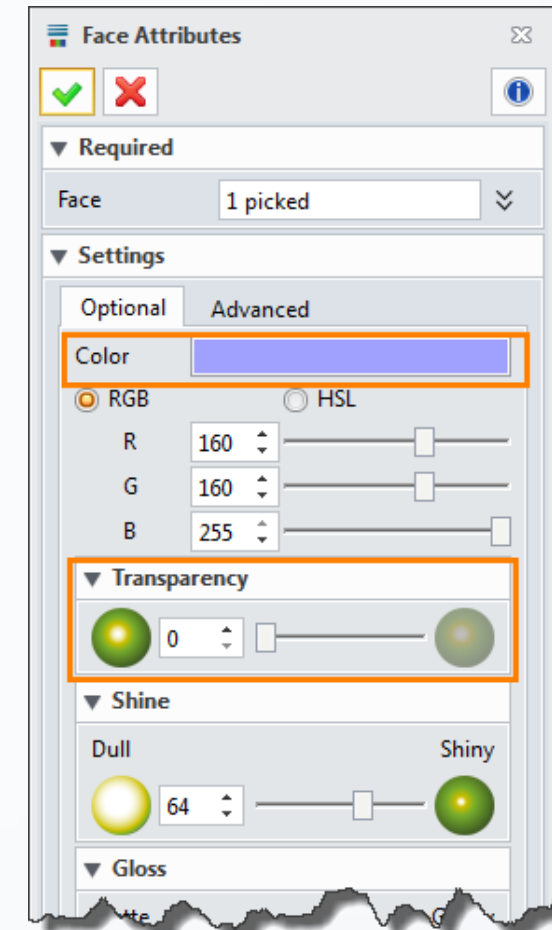 Face Attributes
Required
Face 1 picked
Settings
Optional Advanced
Color
RGB HSL
R 160
G 160
B 255
Transparency
0
Shine
Dull Shiny
64
Gloss